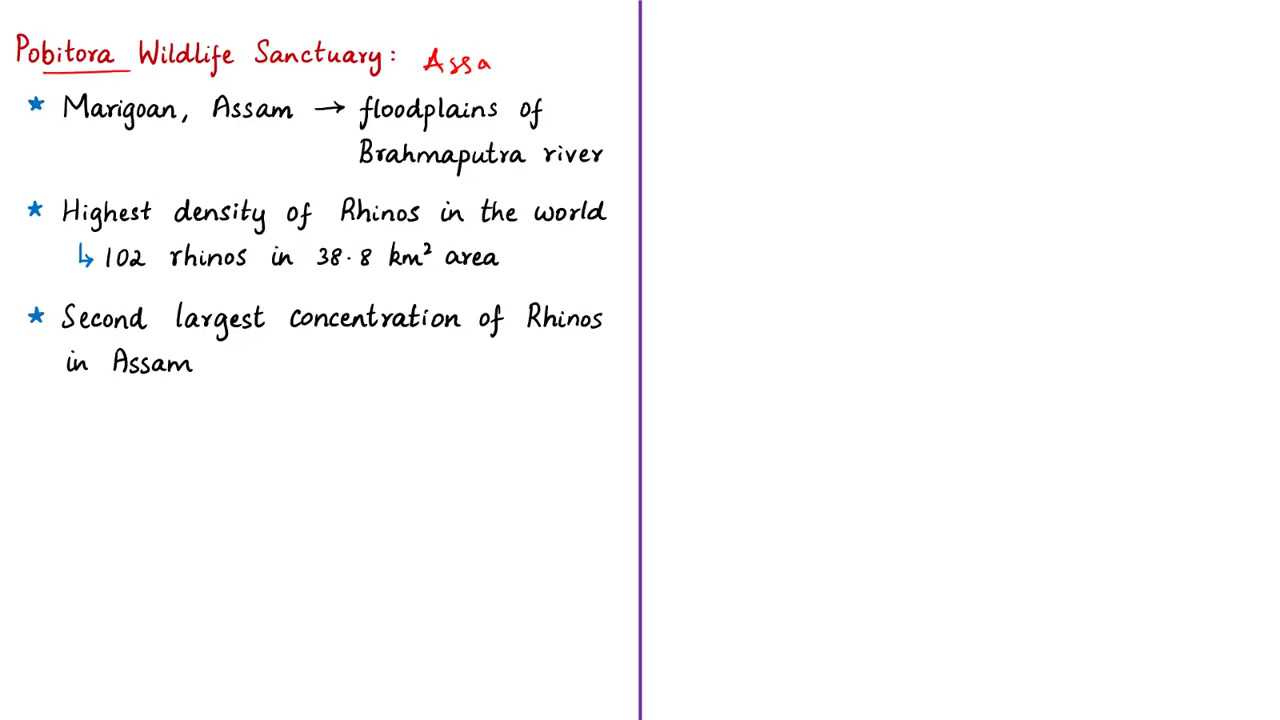 Pobitora Wildlife Sanctuary: Assa
★ Marigoan, Assam → floodplains of
Brahmaputra river
★ Highest density of Rhinos in the world
↳ 102 rhinos in 38.8 km² area
★ Second largest concentration of Rhinos
in Assam